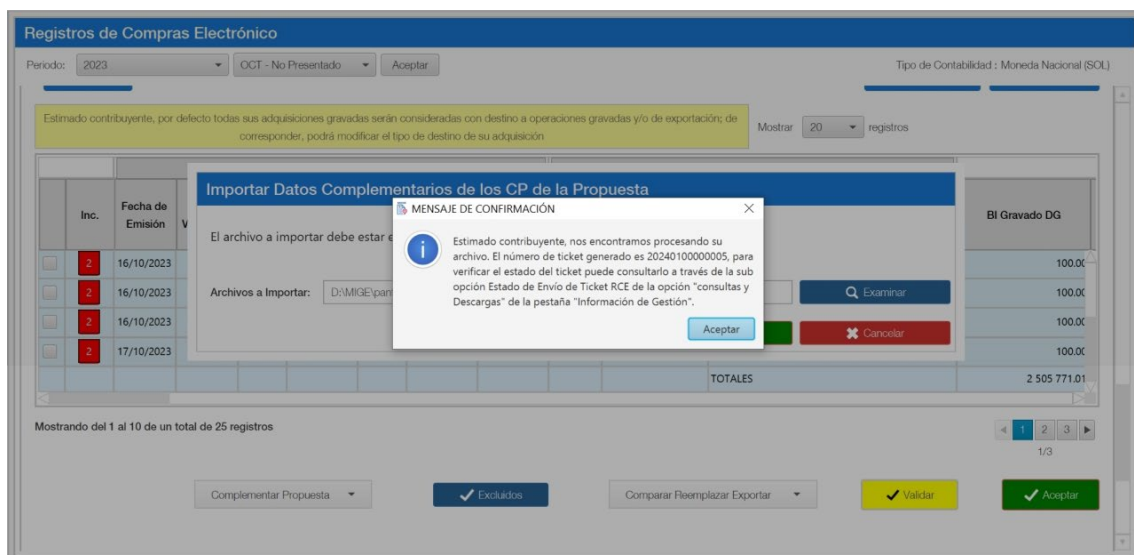 Registros de Compras Electrónico
Periodo: 2023 OCT - No Presentado Aceptar Tipo de Contabilidad : Moneda Nacional (SOL)
Estimado contribuyente, por defecto todas sus adquisiciones gravadas serán consideradas con destino a operaciones gravadas y/o de exportación; de
corresponder, podrá modificar el tipo de destino de su adquisición
Mostrar 20 registros
Inc. Fecha de
Emisión
BI Gravado DG
Importar Datos Complementarios de los CP de la Propuesta
MENSAJE DE CONFIRMACIÓN
El archivo a importar debe estar
Estimado contribuyente, nos encontramos procesando su
archivo. El número de ticket generado es 20240100000005, para
verificar el estado del ticket puede consultarlo a través de la sub
opción Estado de Envío de Ticket RCE de la opción "consultas y
Descargas" de la pestaña "Información de Gestión".
Aceptar
Archivos a Importar: D:\MIGE\pan
Examinar
Cancelar
2 16/10/2023 100.00
2 16/10/2023 100.00
2 16/10/2023 100.00
2 17/10/2023 100.00
TOTALES 2 505 771.01
Mostrando del 1 al 10 de un total de 25 registros
1 2 3
1/3
Complementar Propuesta Excluidos Comparar Reemplazar Exportar Validar Aceptar